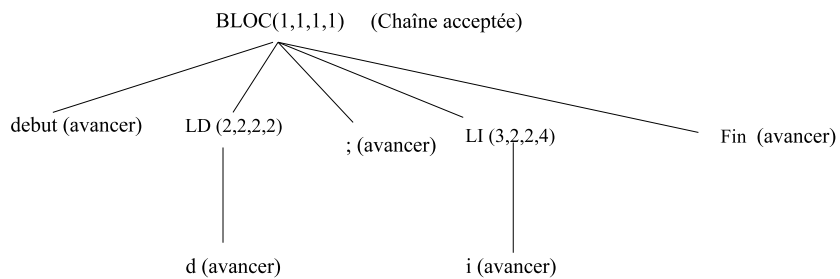 BLOC(1,1,1,1) (Chaîne acceptée)
debut (avancer)
LD (2,2,2,2)
; (avancer)
LI (3,2,2,4)
Fin (avancer)
d (avancer)
i (avancer)